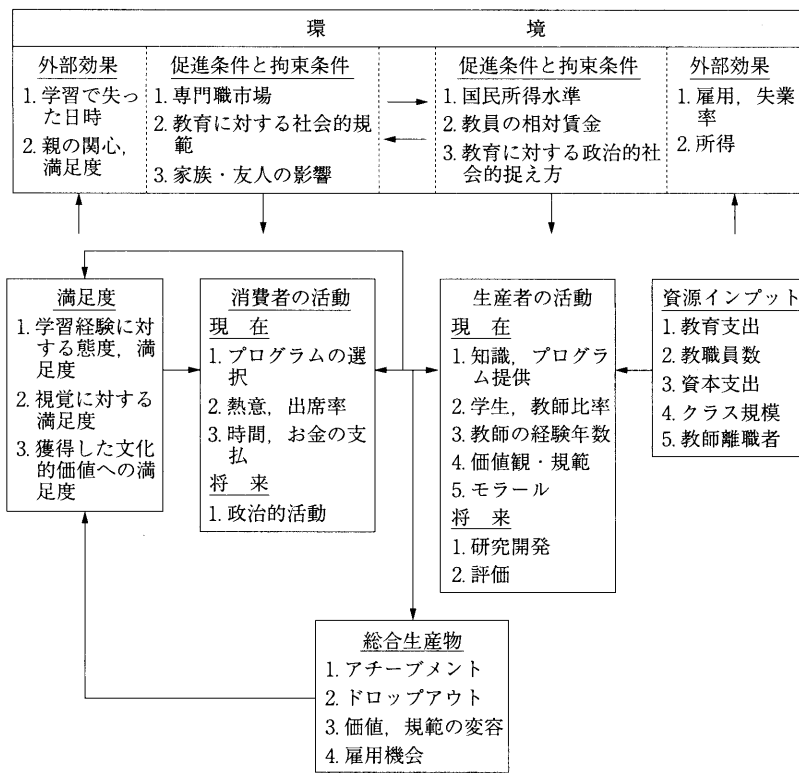 環境
外部効果
1. 学習で失っ
た日時
2. 親の関心,
満足度
促進条件と拘束条件
1. 専門職市場
2. 教育に対する社会的規
範
3. 家族・友人の影響
促進条件と拘束条件
1. 国民所得水準
2. 教員の相対賃金
3. 教育に対する政治的社
会的捉え方
外部効果
1. 雇用, 失業
率
2. 所得
満足度
1. 学習経験に対
する態度, 満
足度
2. 視覚に対する
満足度
3. 獲得した文化
的価値への満
足度
消費者の活動
現在
1. プログラムの選
択
2. 熱意, 出席率
3. 時間, お金の支
払
将来
1. 政治的活動
生産者の活動
現在
1. 知識, プログラ
ム提供
2. 学生, 教師比率
3. 教師の経験年数
4. 価値観・規範
5. モラール
将来
1. 研究開発
2. 評価
資源インプット
1. 教育支出
2. 教職員数
3. 資本支出
4. クラス規模
5. 教師離職者
総合生産物
1. アチーブメント
2. ドロップアウト
3. 価値, 規範の変容
4. 雇用機会